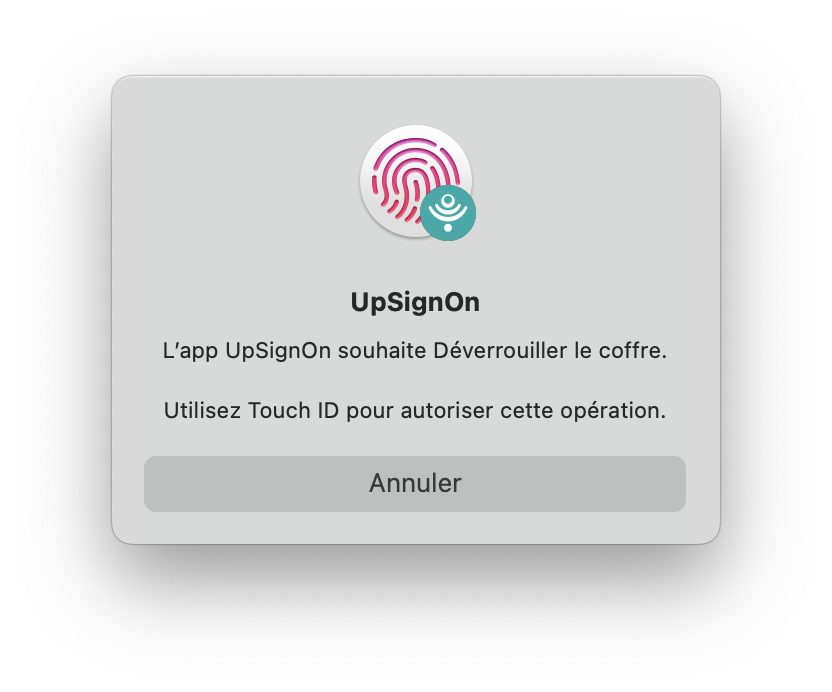 UpSignOn
L’app UpSignOn souhaite Déverrouiller le coffre.
Utilisez Touch ID pour autoriser cette opération.
Annuler